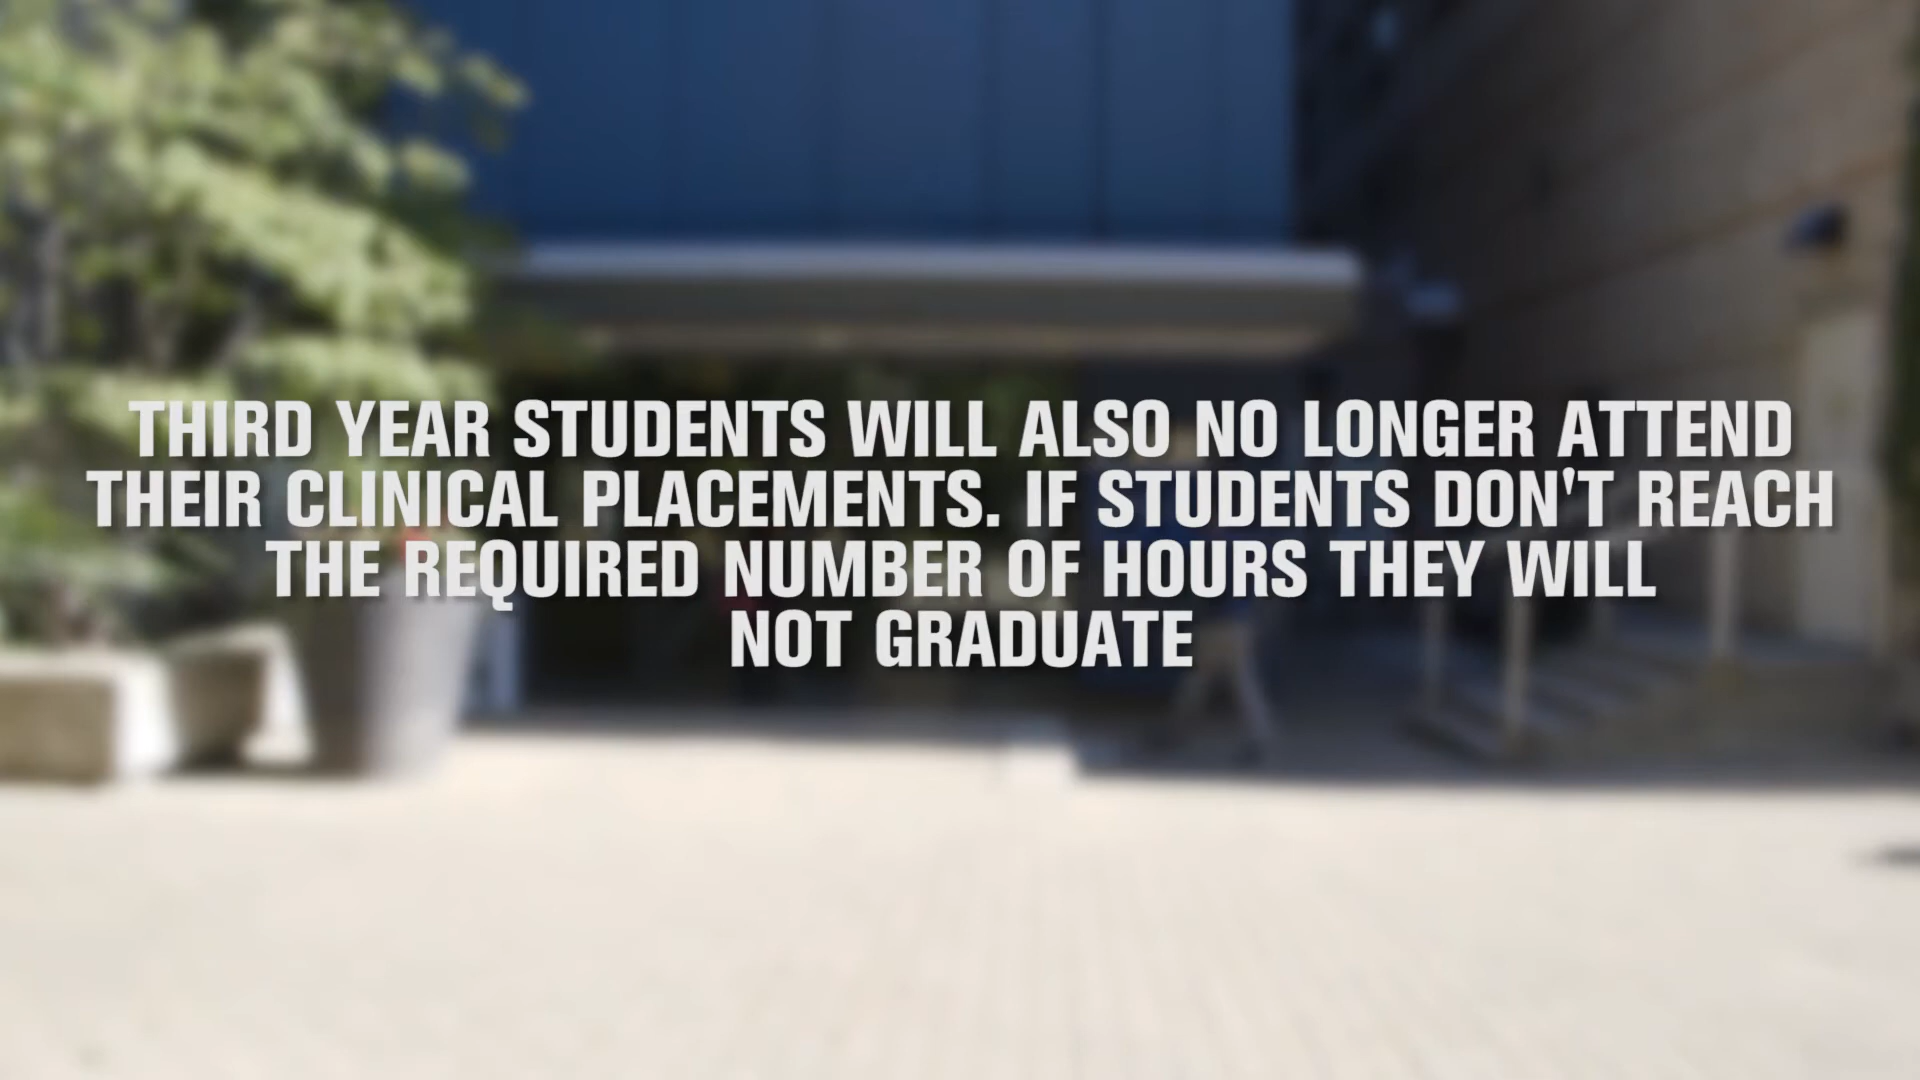 THIRD YEAR STUDENTS WILL ALSO NO LONGER ATTEND
THEIR CLINICAL PLACEMENTS. IF STUDENTS DON'T REACH
THE REQUIRED NUMBER OF HOURS THEY WILL
NOT GRADUATE